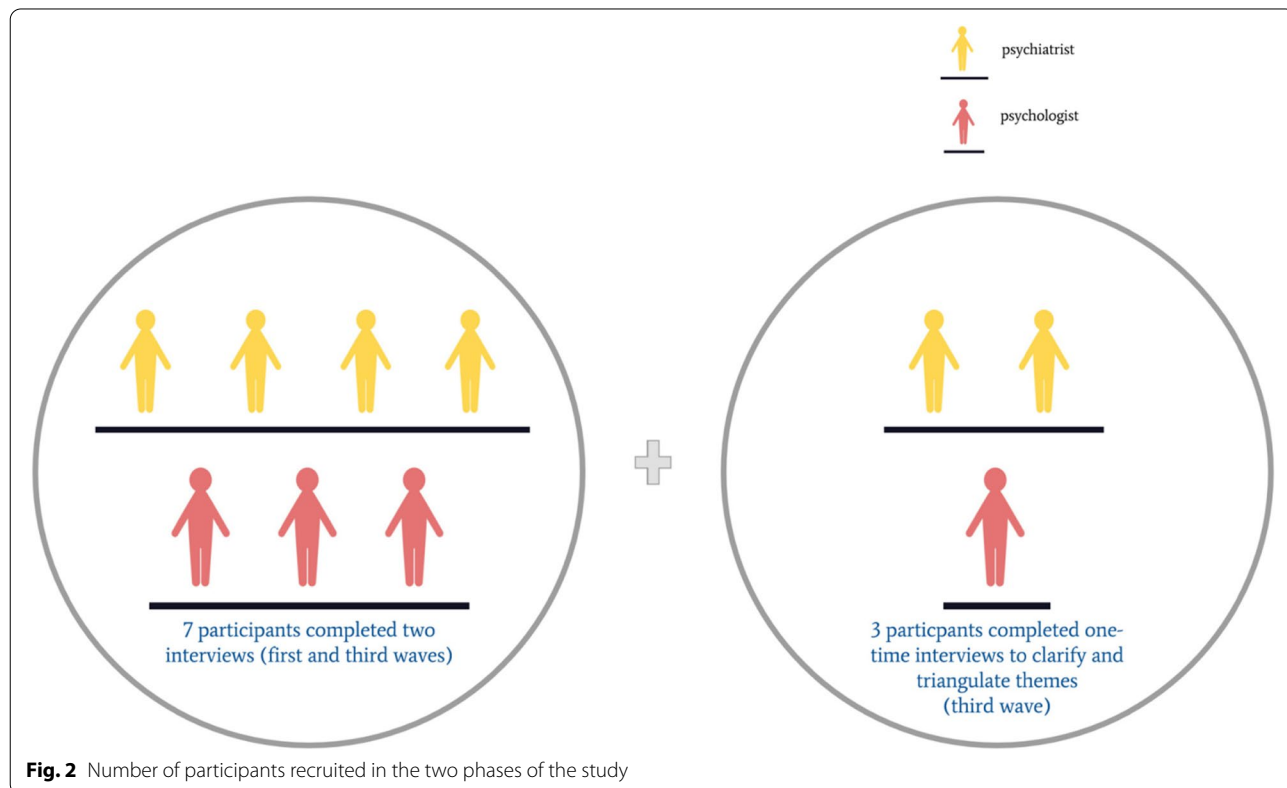 psychiatrist
psychologist
7 participants completed two
interviews (first and third waves)
3 particpants completed one-
time interviews to clarify and
triangulate themes
(third wave)
Fig. 2 Number of participants recruited in the two phases of the study